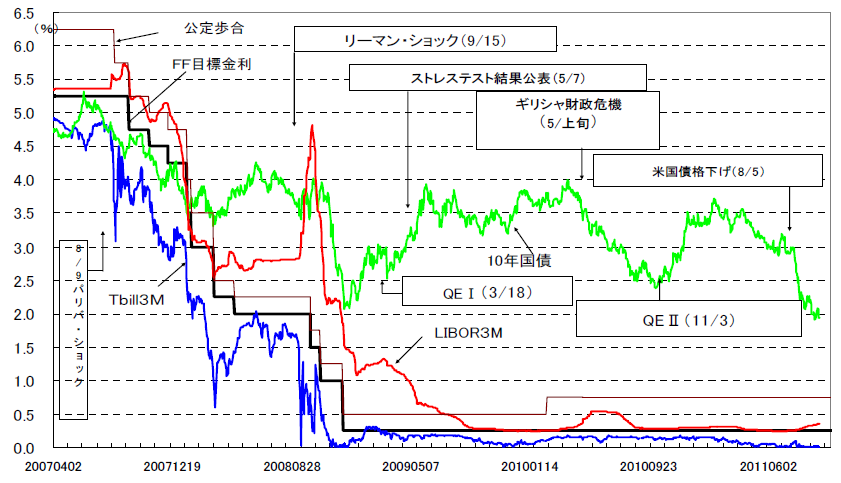 6.5
(%)
6.0
5.5
5.0
4.5
4.0
3.5
3.0
2.5
2.0
1.5
1.0
0.5
0.0
公定歩合
FF目標金利
リーマン・ショック(9/15)
ストレステスト結果公表(5/7)
ギリシャ財政危機
(5/上旬)
米国債格下げ(8/5)
8/9パリバ・ショック
Tbill3M
10年国債
QEⅠ(3/18)
QEⅡ(11/3)
LIBOR3M
20070402
20071219
20080828
20090507
20100114
20100923
20110602